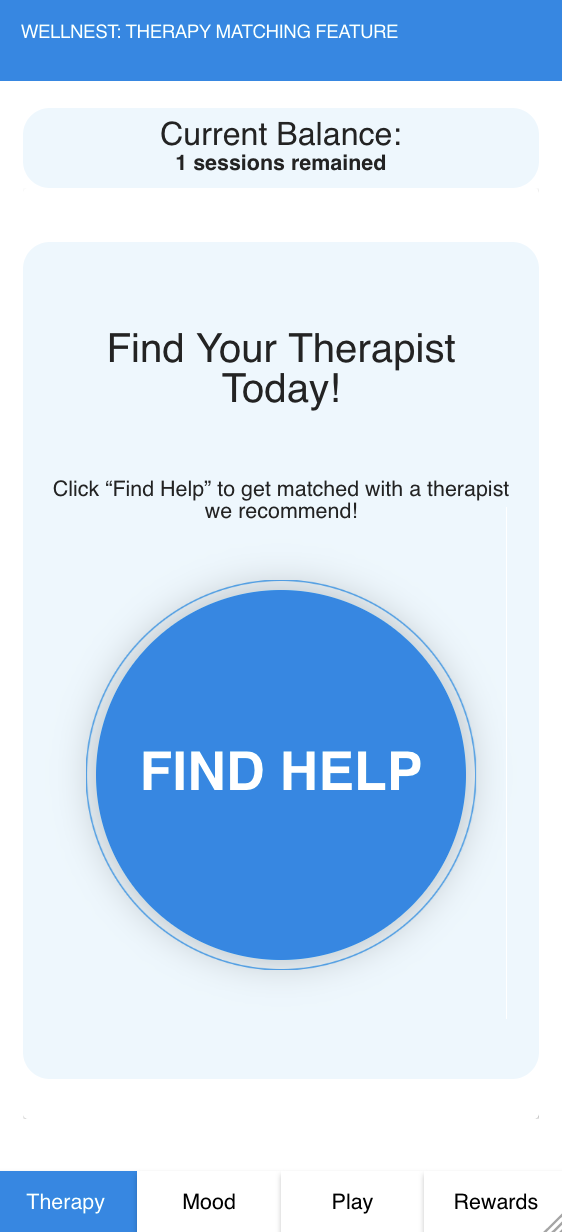 WELLNEST: THERAPY MATCHING FEATURE
Current Balance:
1 sessions remained
Find Your Therapist
Today!
Click “Find Help” to get matched with a therapist
we recommend!
FIND HELP
Therapy Mood Play Rewards